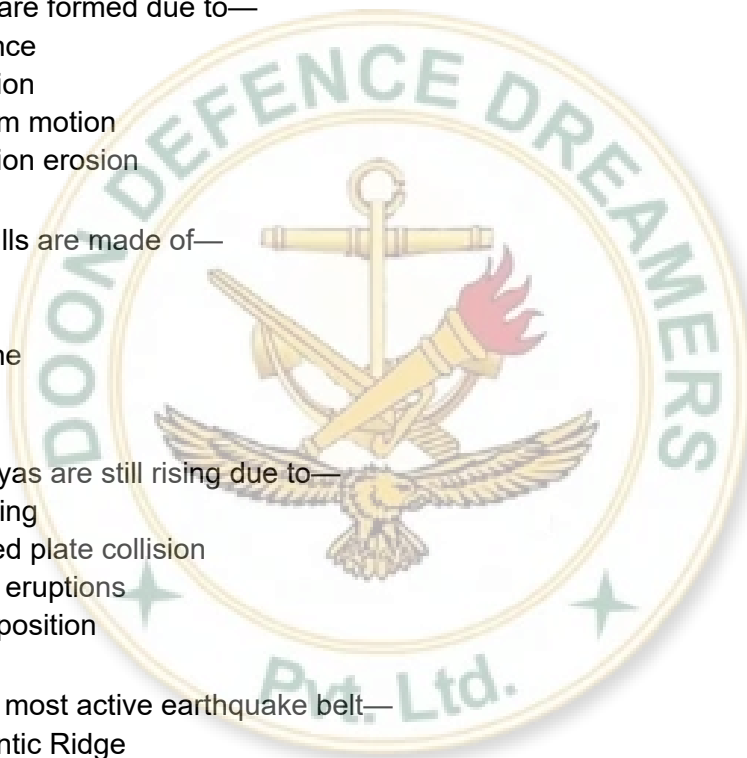 are formed due to—
nce
ion
m motion
ion erosion
lls are made of—
ne
yas are still rising due to—
ing
ed plate collision
eruptions
position
most active earthquake belt—
ntic Ridge
DOON DEFENCE DREAMERS
Pvt. Ltd.